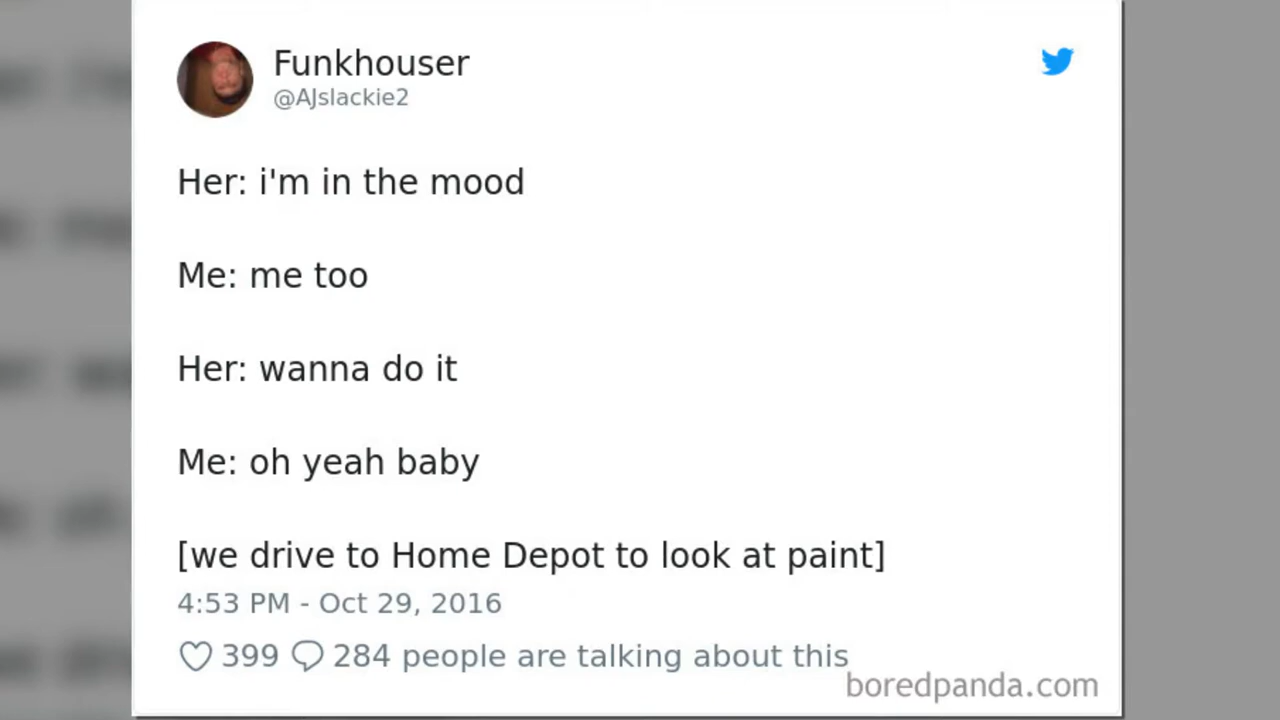 Funkhouser
@AJslackie2
Her: i'm in the mood
Me: me too
Her: wanna do it
Me: oh yeah baby
[we drive to Home Depot to look at paint]
4:53 PM - Oct 29, 2016
399 284 people are talking about this
boredpanda.com